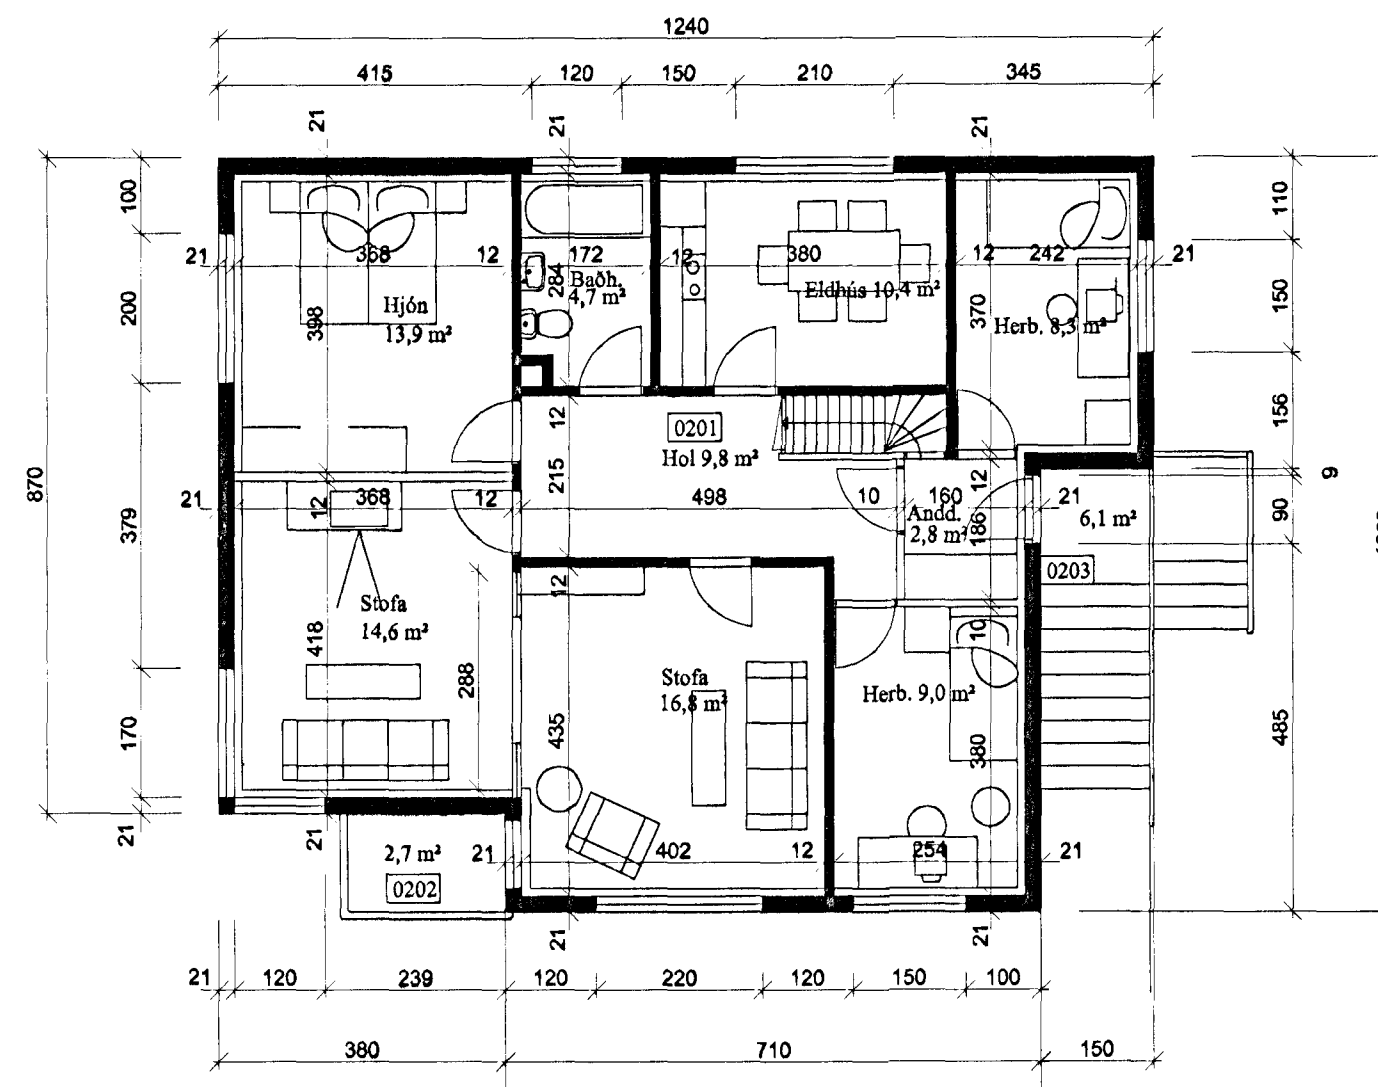 1240
415 120 150 210 345
21 21 21
100
200
379
170
21
870
110
150
156
9
90
485
21 368 12 172 12 380 12 242 21
398
284
370
Hjón
13,9 m²
Baðh.
4,7 m²
Eldhús 10,4 m²
Herb. 8,3 m²
0201
Hol 9,8 m²
12
215
12
12
21 368 12 498 10 160 21
12
186
10
Andd.
2,8 m²
6,1 m²
0203
Stofa
14,6 m²
418
288
Stofa
16,8 m²
435
Herb. 9,0 m²
380
2,7 m²
0202
21 402 12 254 21
21 21 21
21 120 239 120 220 120 150 100
380 710 150